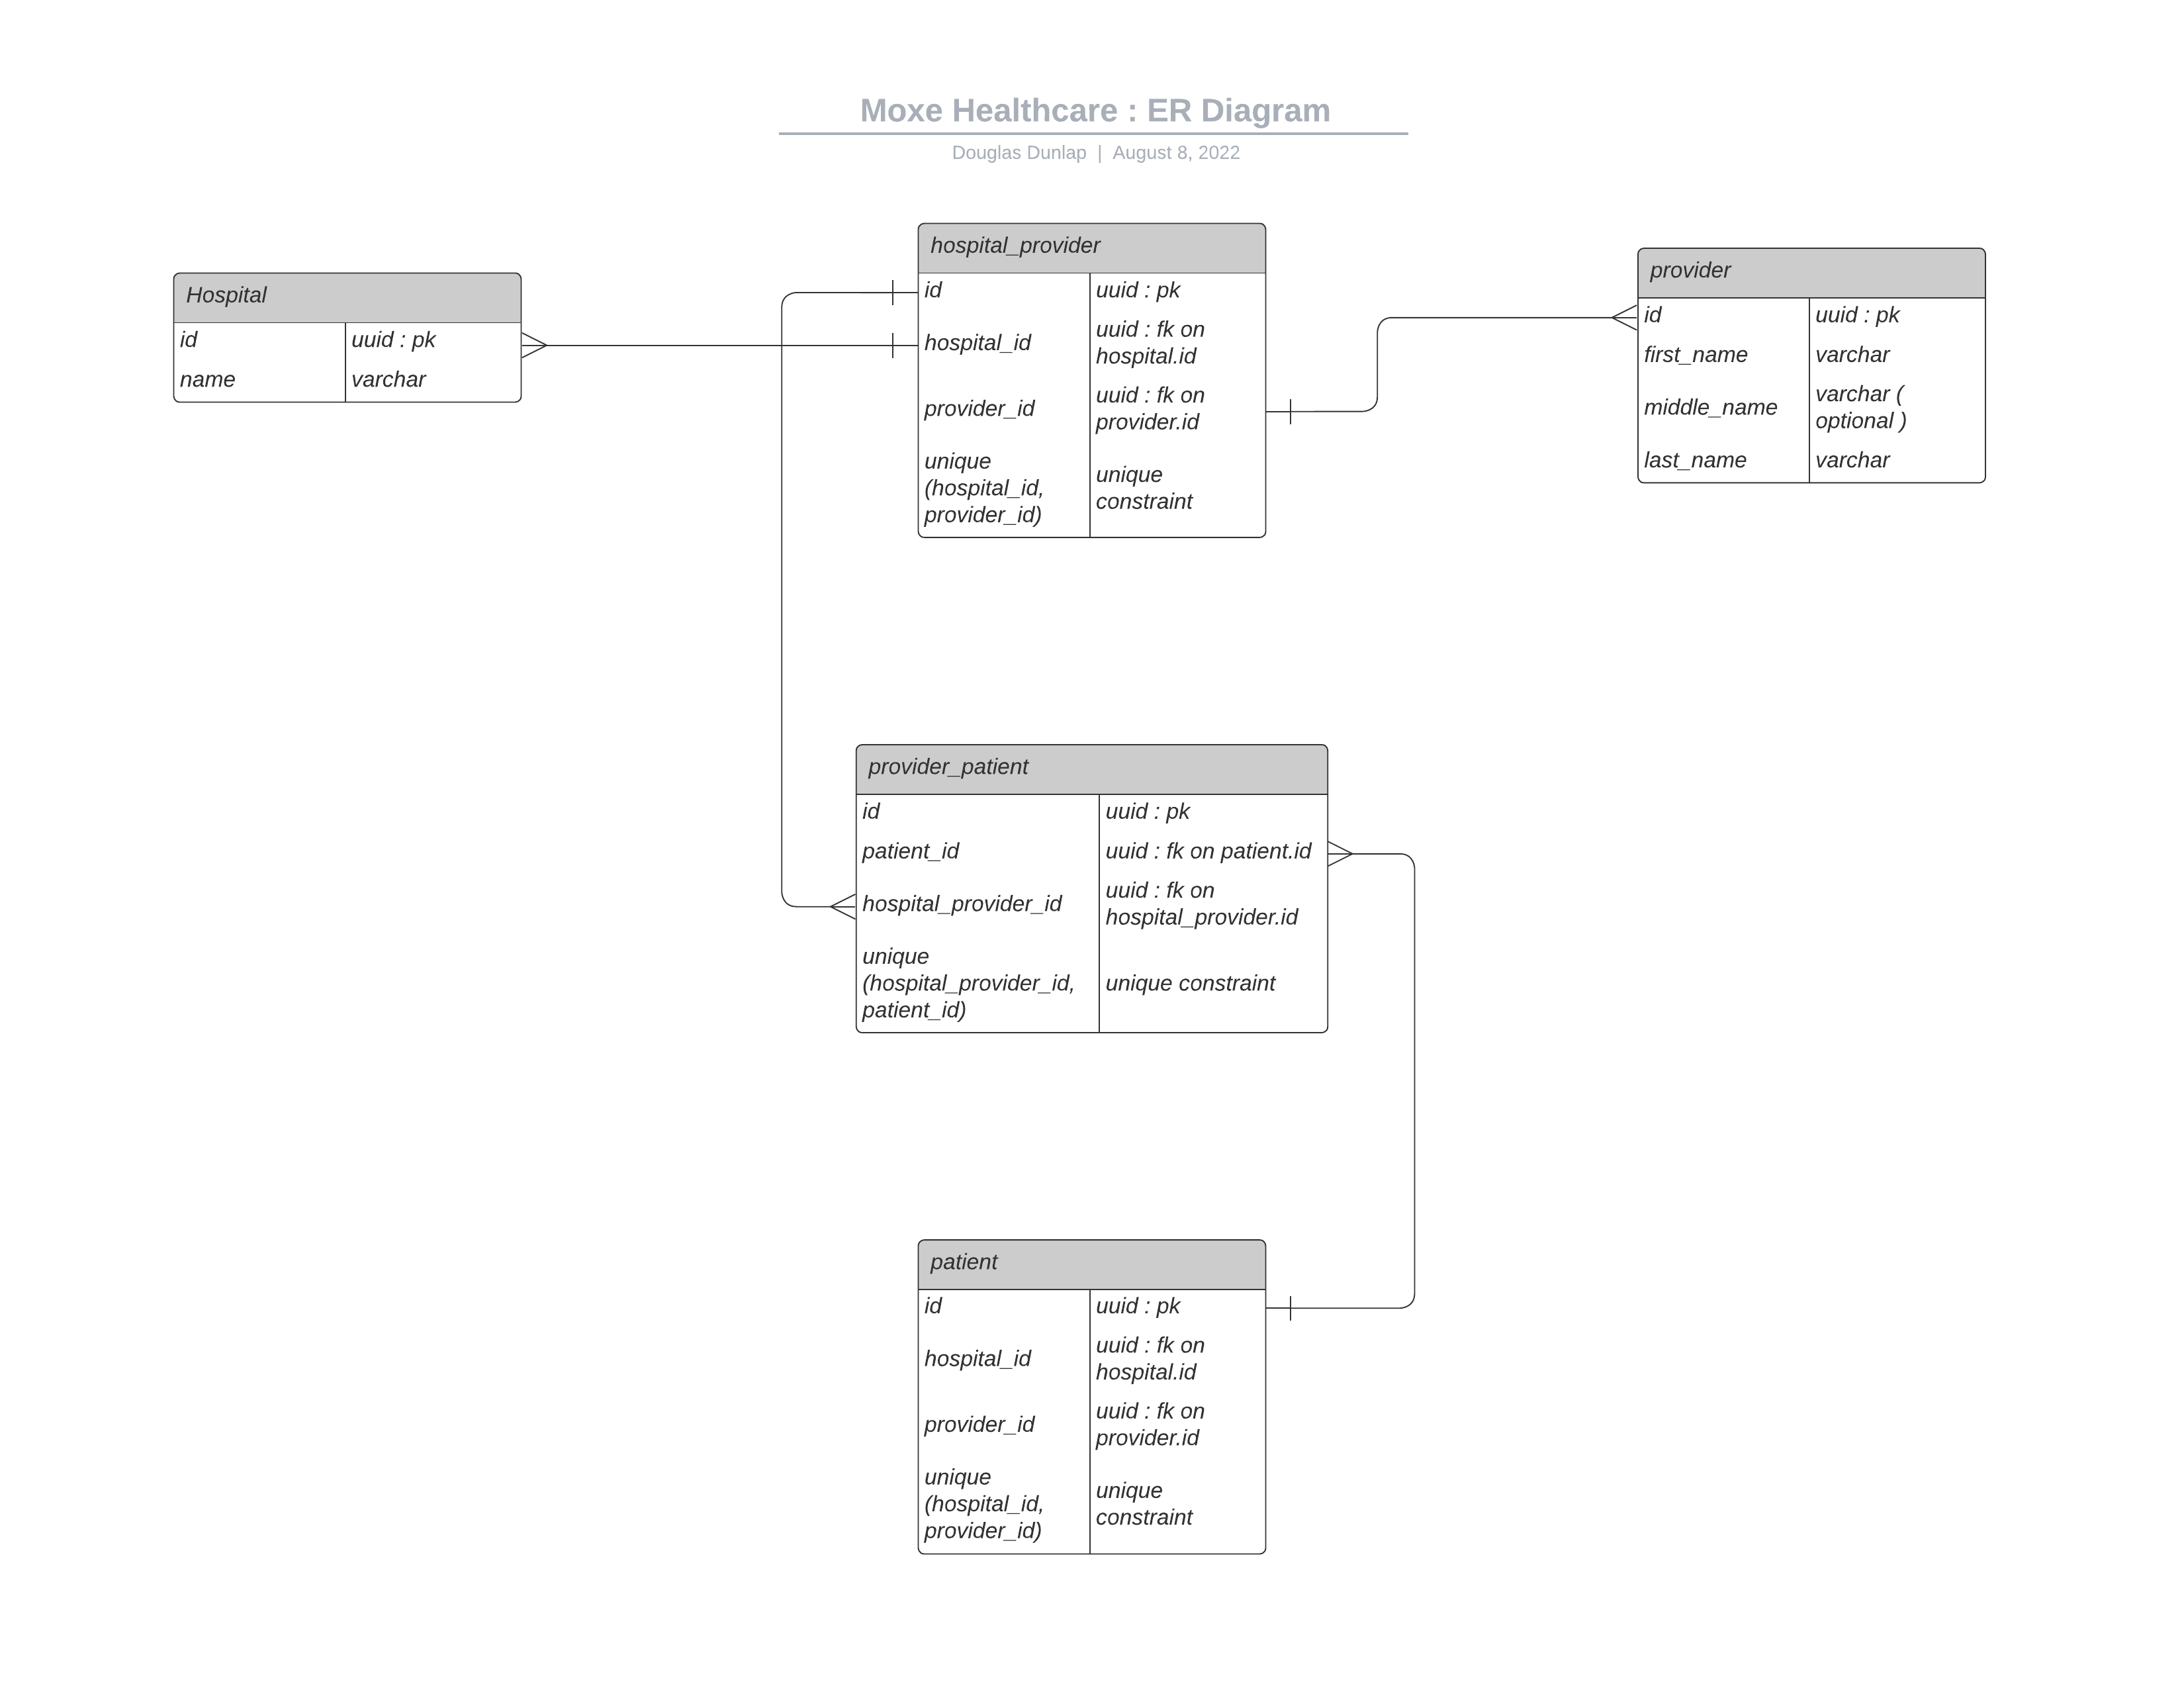 Moxe Healthcare : ER Diagram
Douglas Dunlap | August 8, 2022
Hospital
id
uuid : pk
name
varchar
hospital_provider
id
uuid : pk
hospital_id
uuid : fk on
hospital.id
provider_id
uuid : fk on
provider.id
unique
(hospital_id,
provider_id)
unique
constraint
provider
id
uuid : pk
first_name
varchar
middle_name
varchar (
optional )
last_name
varchar
provider_patient
id
uuid : pk
patient_id
uuid : fk on patient.id
hospital_provider_id
uuid : fk on
hospital_provider.id
unique
(hospital_provider_id,
patient_id)
unique constraint
patient
id
uuid : pk
hospital_id
uuid : fk on
hospital.id
provider_id
uuid : fk on
provider.id
unique
(hospital_id,
provider_id)
unique
constraint